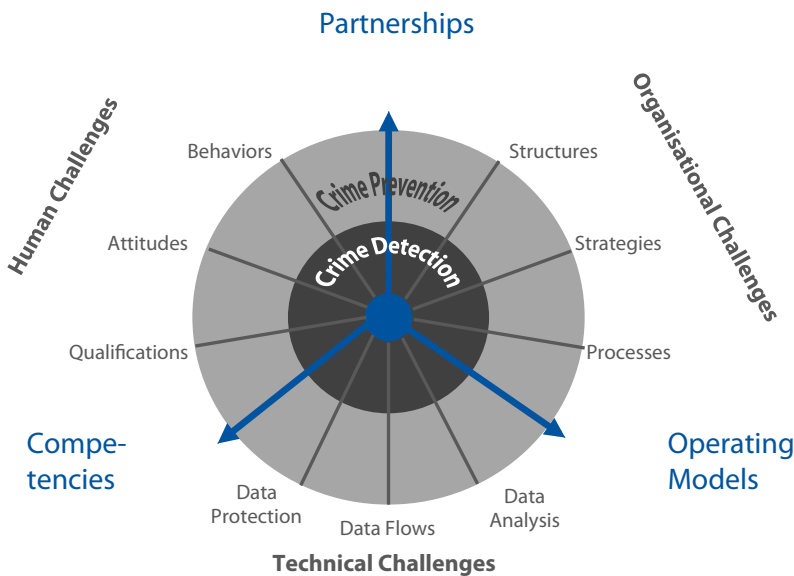 Partnerships
Human Challenges
Organisational Challenges
Behaviors
Structures
Crime Prevention
Attitudes
Crime Detection
Strategies
Qualifications
Processes
Compe-
tencies
Operating
Models
Data
Protection
Data Flows
Data
Analysis
Technical Challenges